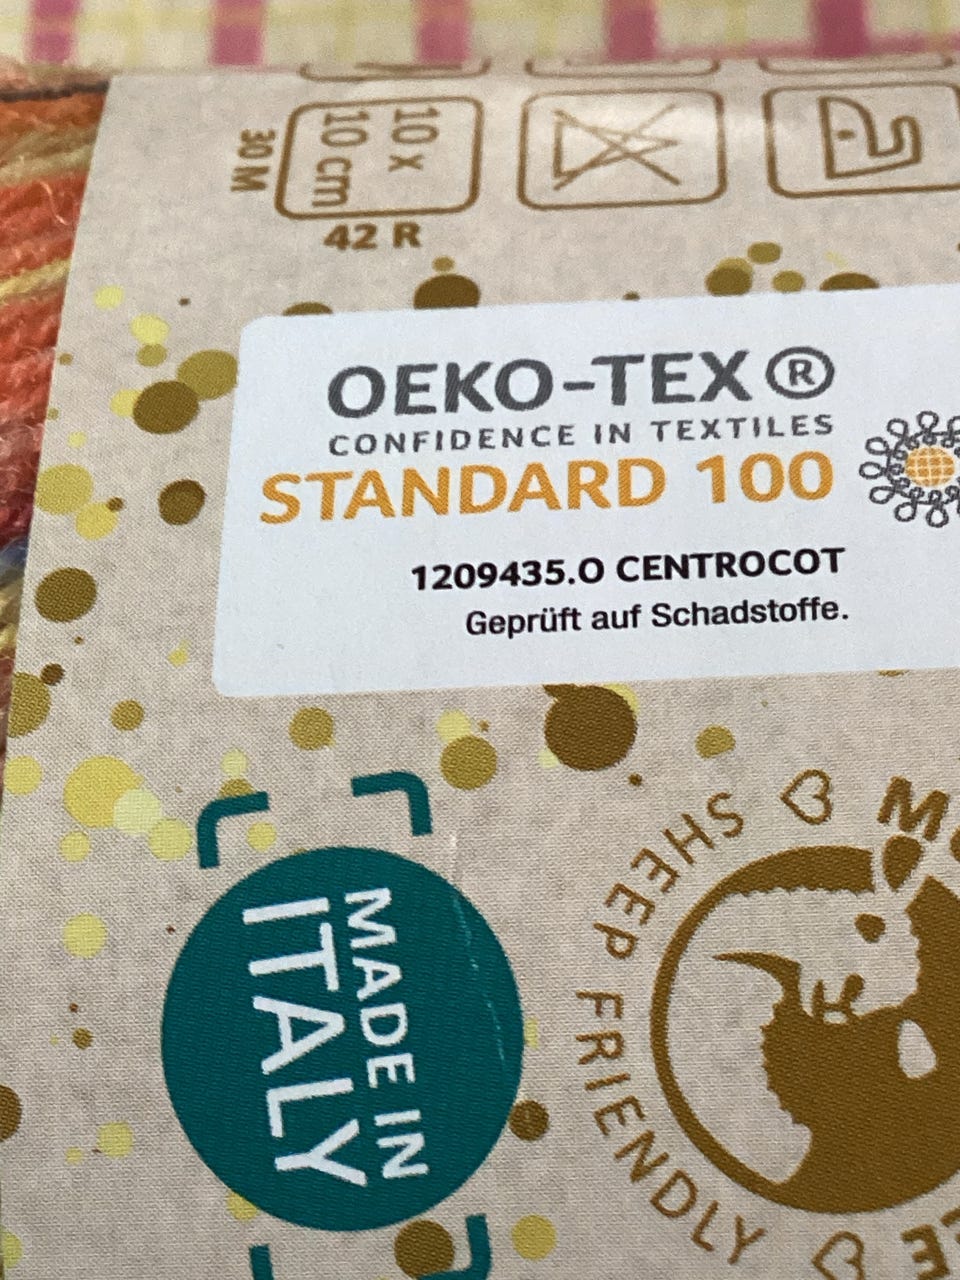 10 x
10 cm
30 M
42 R
OEKO-TEX®
CONFIDENCE IN TEXTILES
STANDARD 100
1209435.O CENTROCOT
Geprüft auf Schadstoffe.
MADE IN
ITALY
SHEEP FRIENDLY